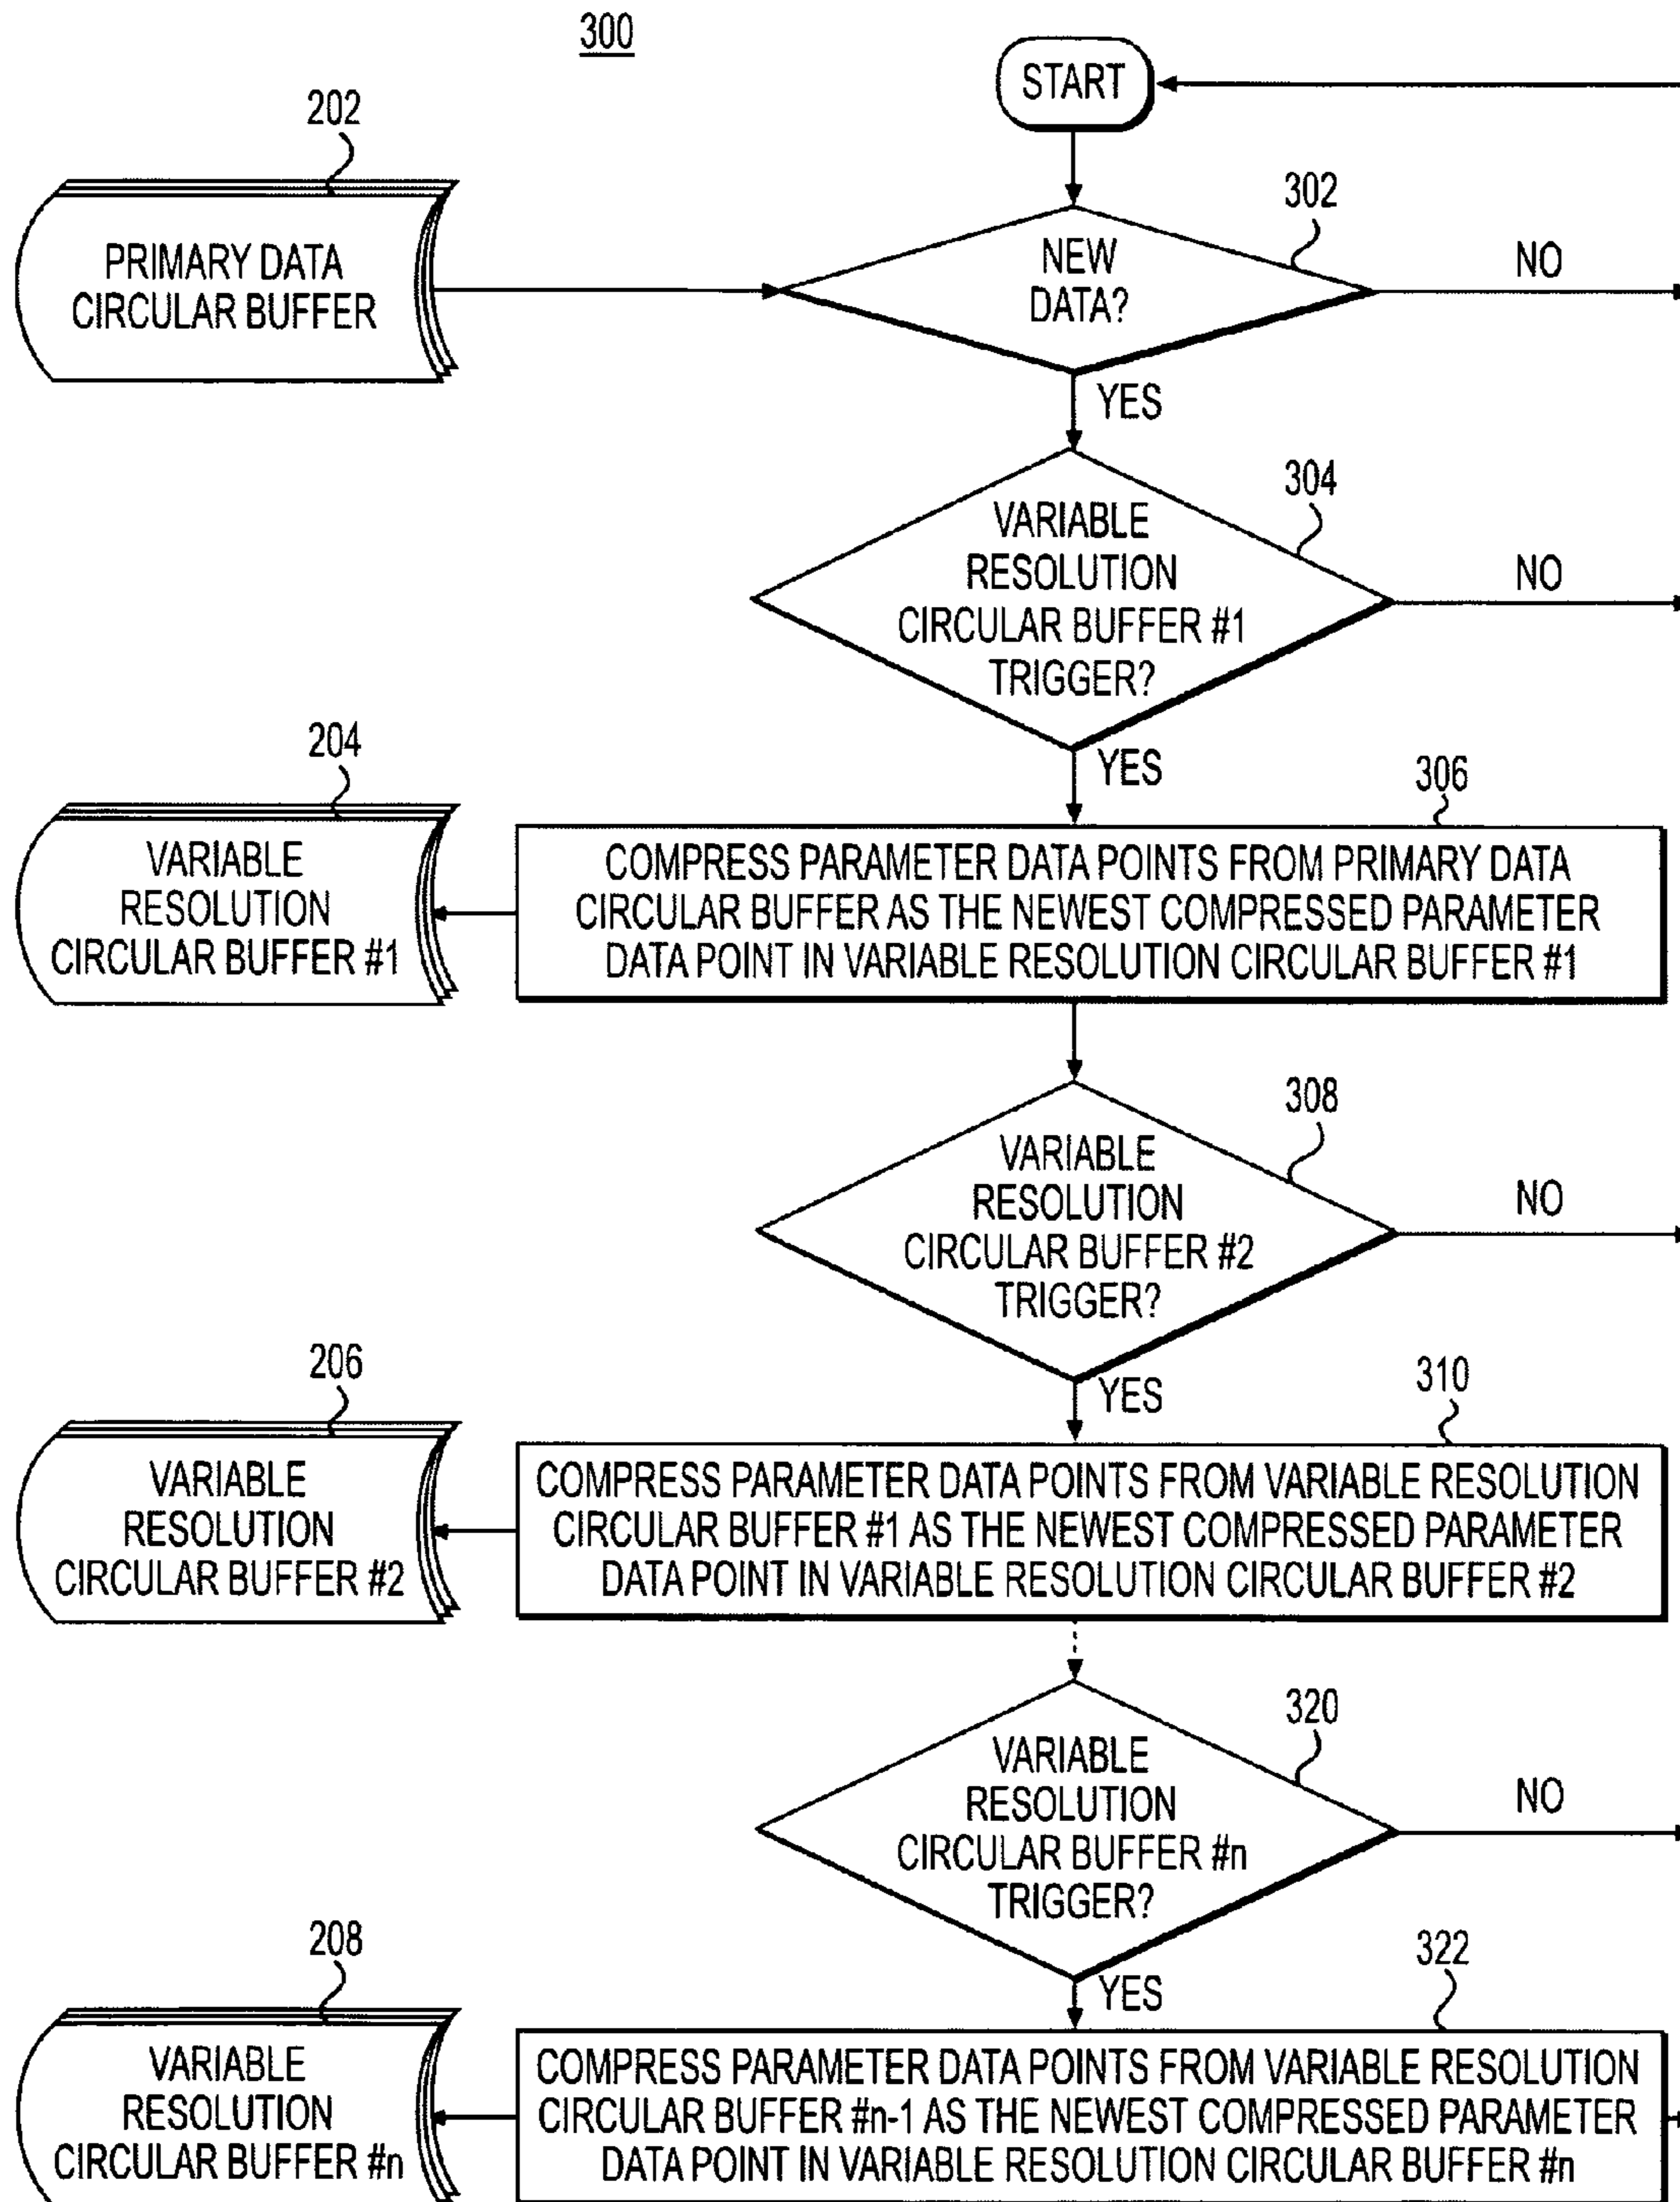 300
START
202
PRIMARY DATA
CIRCULAR BUFFER
302
NEW
DATA?
NO
YES
304
VARIABLE
RESOLUTION
CIRCULAR BUFFER #1
TRIGGER?
NO
YES
204
VARIABLE
RESOLUTION
CIRCULAR BUFFER #1
306
COMPRESS PARAMETER DATA POINTS FROM PRIMARY DATA
CIRCULAR BUFFER AS THE NEWEST COMPRESSED PARAMETER
DATA POINT IN VARIABLE RESOLUTION CIRCULAR BUFFER #1
308
VARIABLE
RESOLUTION
CIRCULAR BUFFER #2
TRIGGER?
NO
YES
206
VARIABLE
RESOLUTION
CIRCULAR BUFFER #2
310
COMPRESS PARAMETER DATA POINTS FROM VARIABLE RESOLUTION
CIRCULAR BUFFER #1 AS THE NEWEST COMPRESSED PARAMETER
DATA POINT IN VARIABLE RESOLUTION CIRCULAR BUFFER #2
320
VARIABLE
RESOLUTION
CIRCULAR BUFFER #n
TRIGGER?
NO
YES
208
VARIABLE
RESOLUTION
CIRCULAR BUFFER #n
322
COMPRESS PARAMETER DATA POINTS FROM VARIABLE RESOLUTION
CIRCULAR BUFFER #n-1 AS THE NEWEST COMPRESSED PARAMETER
DATA POINT IN VARIABLE RESOLUTION CIRCULAR BUFFER #n